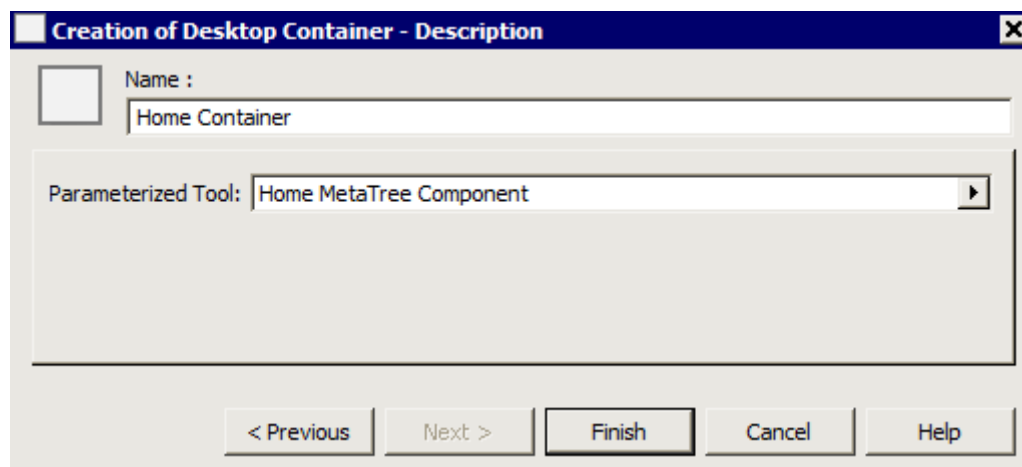 Creation of Desktop Container - Description
Name :
Home Container
Parameterized Tool: Home MetaTree Component
< Previous Next > Finish Cancel Help